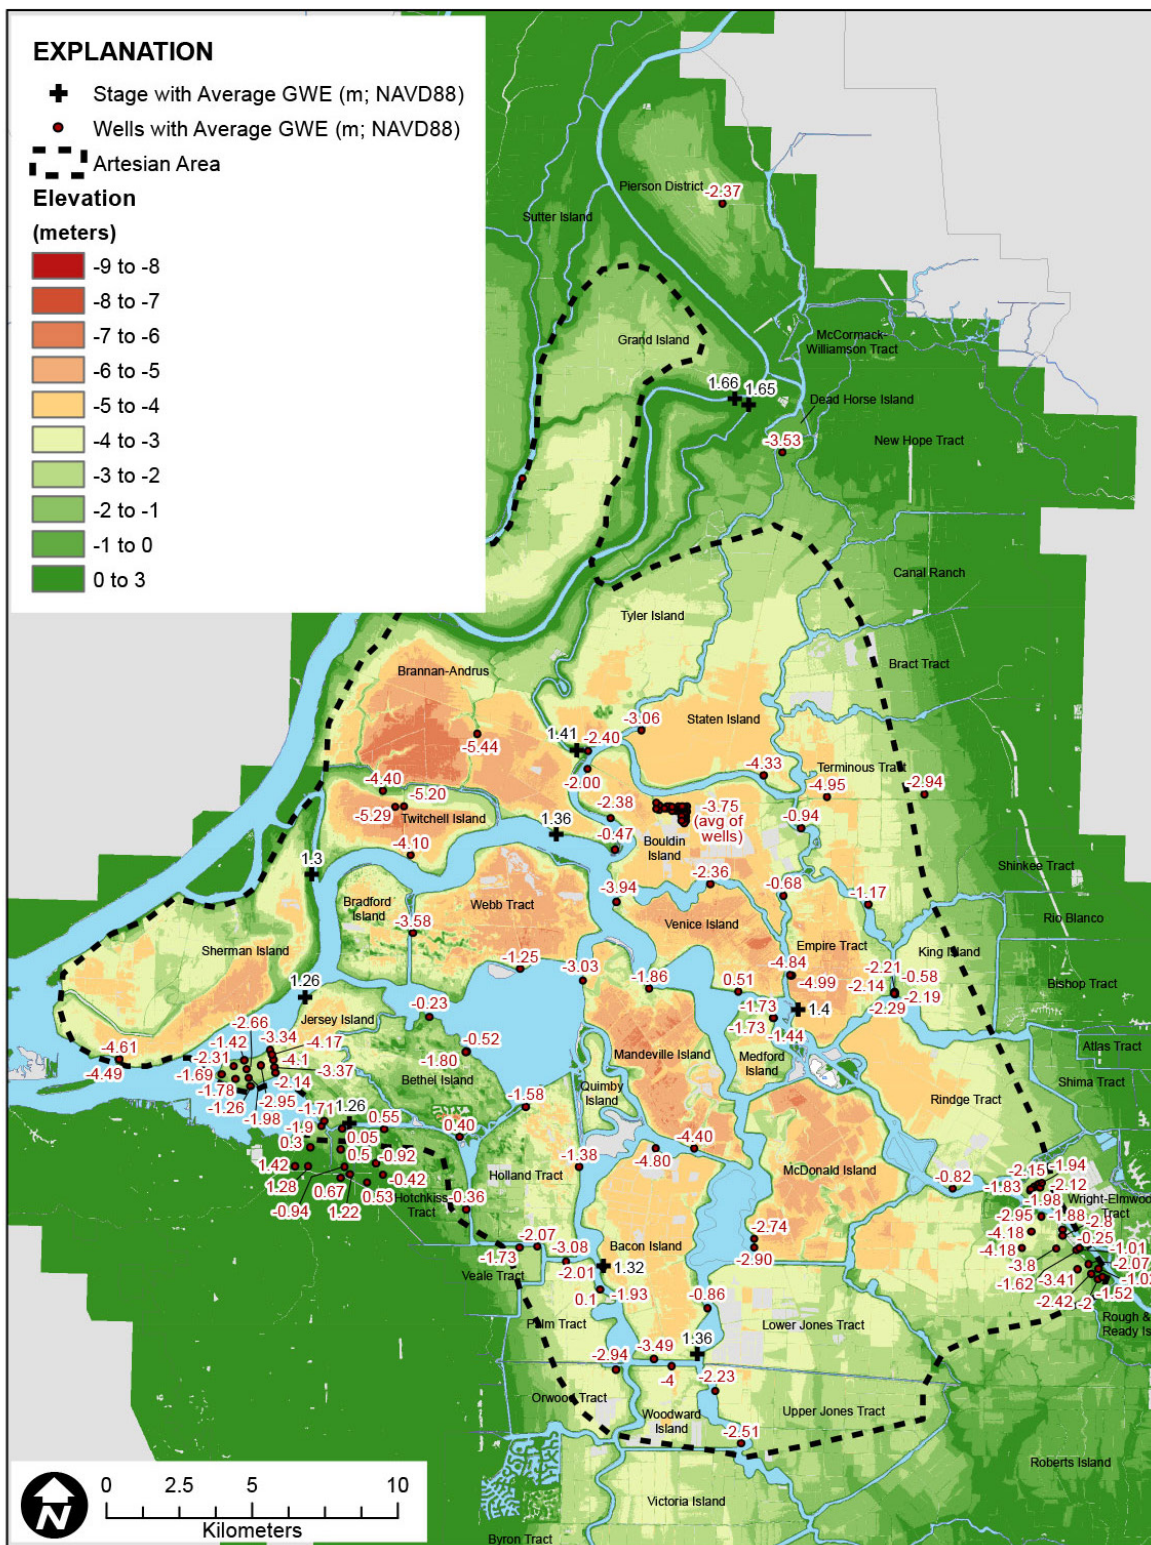 EXPLANATION
Stage with Average GWE (m; NAVD88)
Wells with Average GWE (m; NAVD88)
Artesian Area
Elevation
(meters)
-9 to -8
-8 to -7
-7 to -6
-6 to -5
-5 to -4
-4 to -3
-3 to -2
-2 to -1
-1 to 0
0 to 3
Pierson District
-2.37
Sutter Island
Grand Island
McCormack-
Williamson Tract
1.66
1.65
Dead Horse Island
-3.53
New Hope Tract
Canal Ranch
Tyler Island
Bract Tract
Brannan-Andrus
-3.06
Staten Island
1.41
-2.40
-5.44
-2.00
-4.33
Terminous Tract
-4.40
-4.95
-2.94
-5.20
-5.29
Twitchell Island
-2.38
-3.75
(avg of
wells)
1.36
-0.94
-0.47
Bouldin
Island
-4.10
1.3
-2.36
Shinkee Tract
-3.94
-0.68
-1.17
Bradford
Island
Webb Tract
-3.58
Venice Island
Rio Blanco
Sherman Island
Empire Tract
King Island
-1.25
-3.03
-1.86
-4.84
-4.99
-2.21
-0.58
-2.14
-2.19
-2.29
Bishop Tract
1.26
0.51
-0.23
-1.73
1.4
-2.66
Jersey Island
-1.73
-1.44
-1.42
-3.34
-4.17
-0.52
Atlas Tract
-4.61
-2.31
-4.1
-1.80
Mandeville Island
Medford
Island
-4.49
-1.69
-3.37
Bethel Island
Shima Tract
-1.78
-2.14
Quimby
Island
-1.26
-2.95
-1.98
-1.71
1.26
-1.58
Rindge Tract
-1.9
0.55
0.3
0.05
0.40
-4.40
-4.80
1.42
0.5
-0.92
Holland Tract
-1.38
McDonald Island
-0.82
-2.15
-1.94
1.28
-0.42
-1.83
-2.12
-0.94
0.67
0.53
Hotchkiss
Tract
-0.36
-1.98
Wright-Elmwood
Tract
1.22
-2.95
-1.88
-2.8
-2.07
-2.74
-4.18
-0.25
-1.73
-3.08
Bacon Island
-2.90
-4.18
-1.01
Veale Tract
-2.01
1.32
-3.8
-2.07
-1.62
-3.41
0.1
-1.93
-0.86
-2.42
-2
-1.52
Palm Tract
Lower Jones Tract
Rough &
1.36
-2.94
-3.49
-4
-2.23
Orwood Tract
Woodward
Island
Upper Jones Tract
-2.51
Roberts Island
Victoria Island
Byron Tract
N
0 2.5 5 10
Kilometers